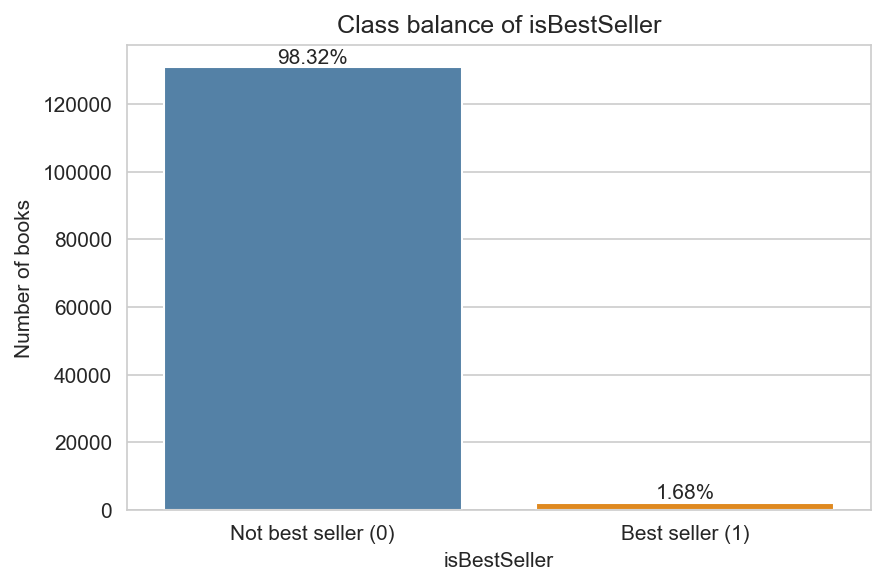 Class balance of isBestSeller
98.32%
120000
100000
80000
60000
40000
20000
0
Number of books
1.68%
Not best seller (0)
Best seller (1)
isBestSeller